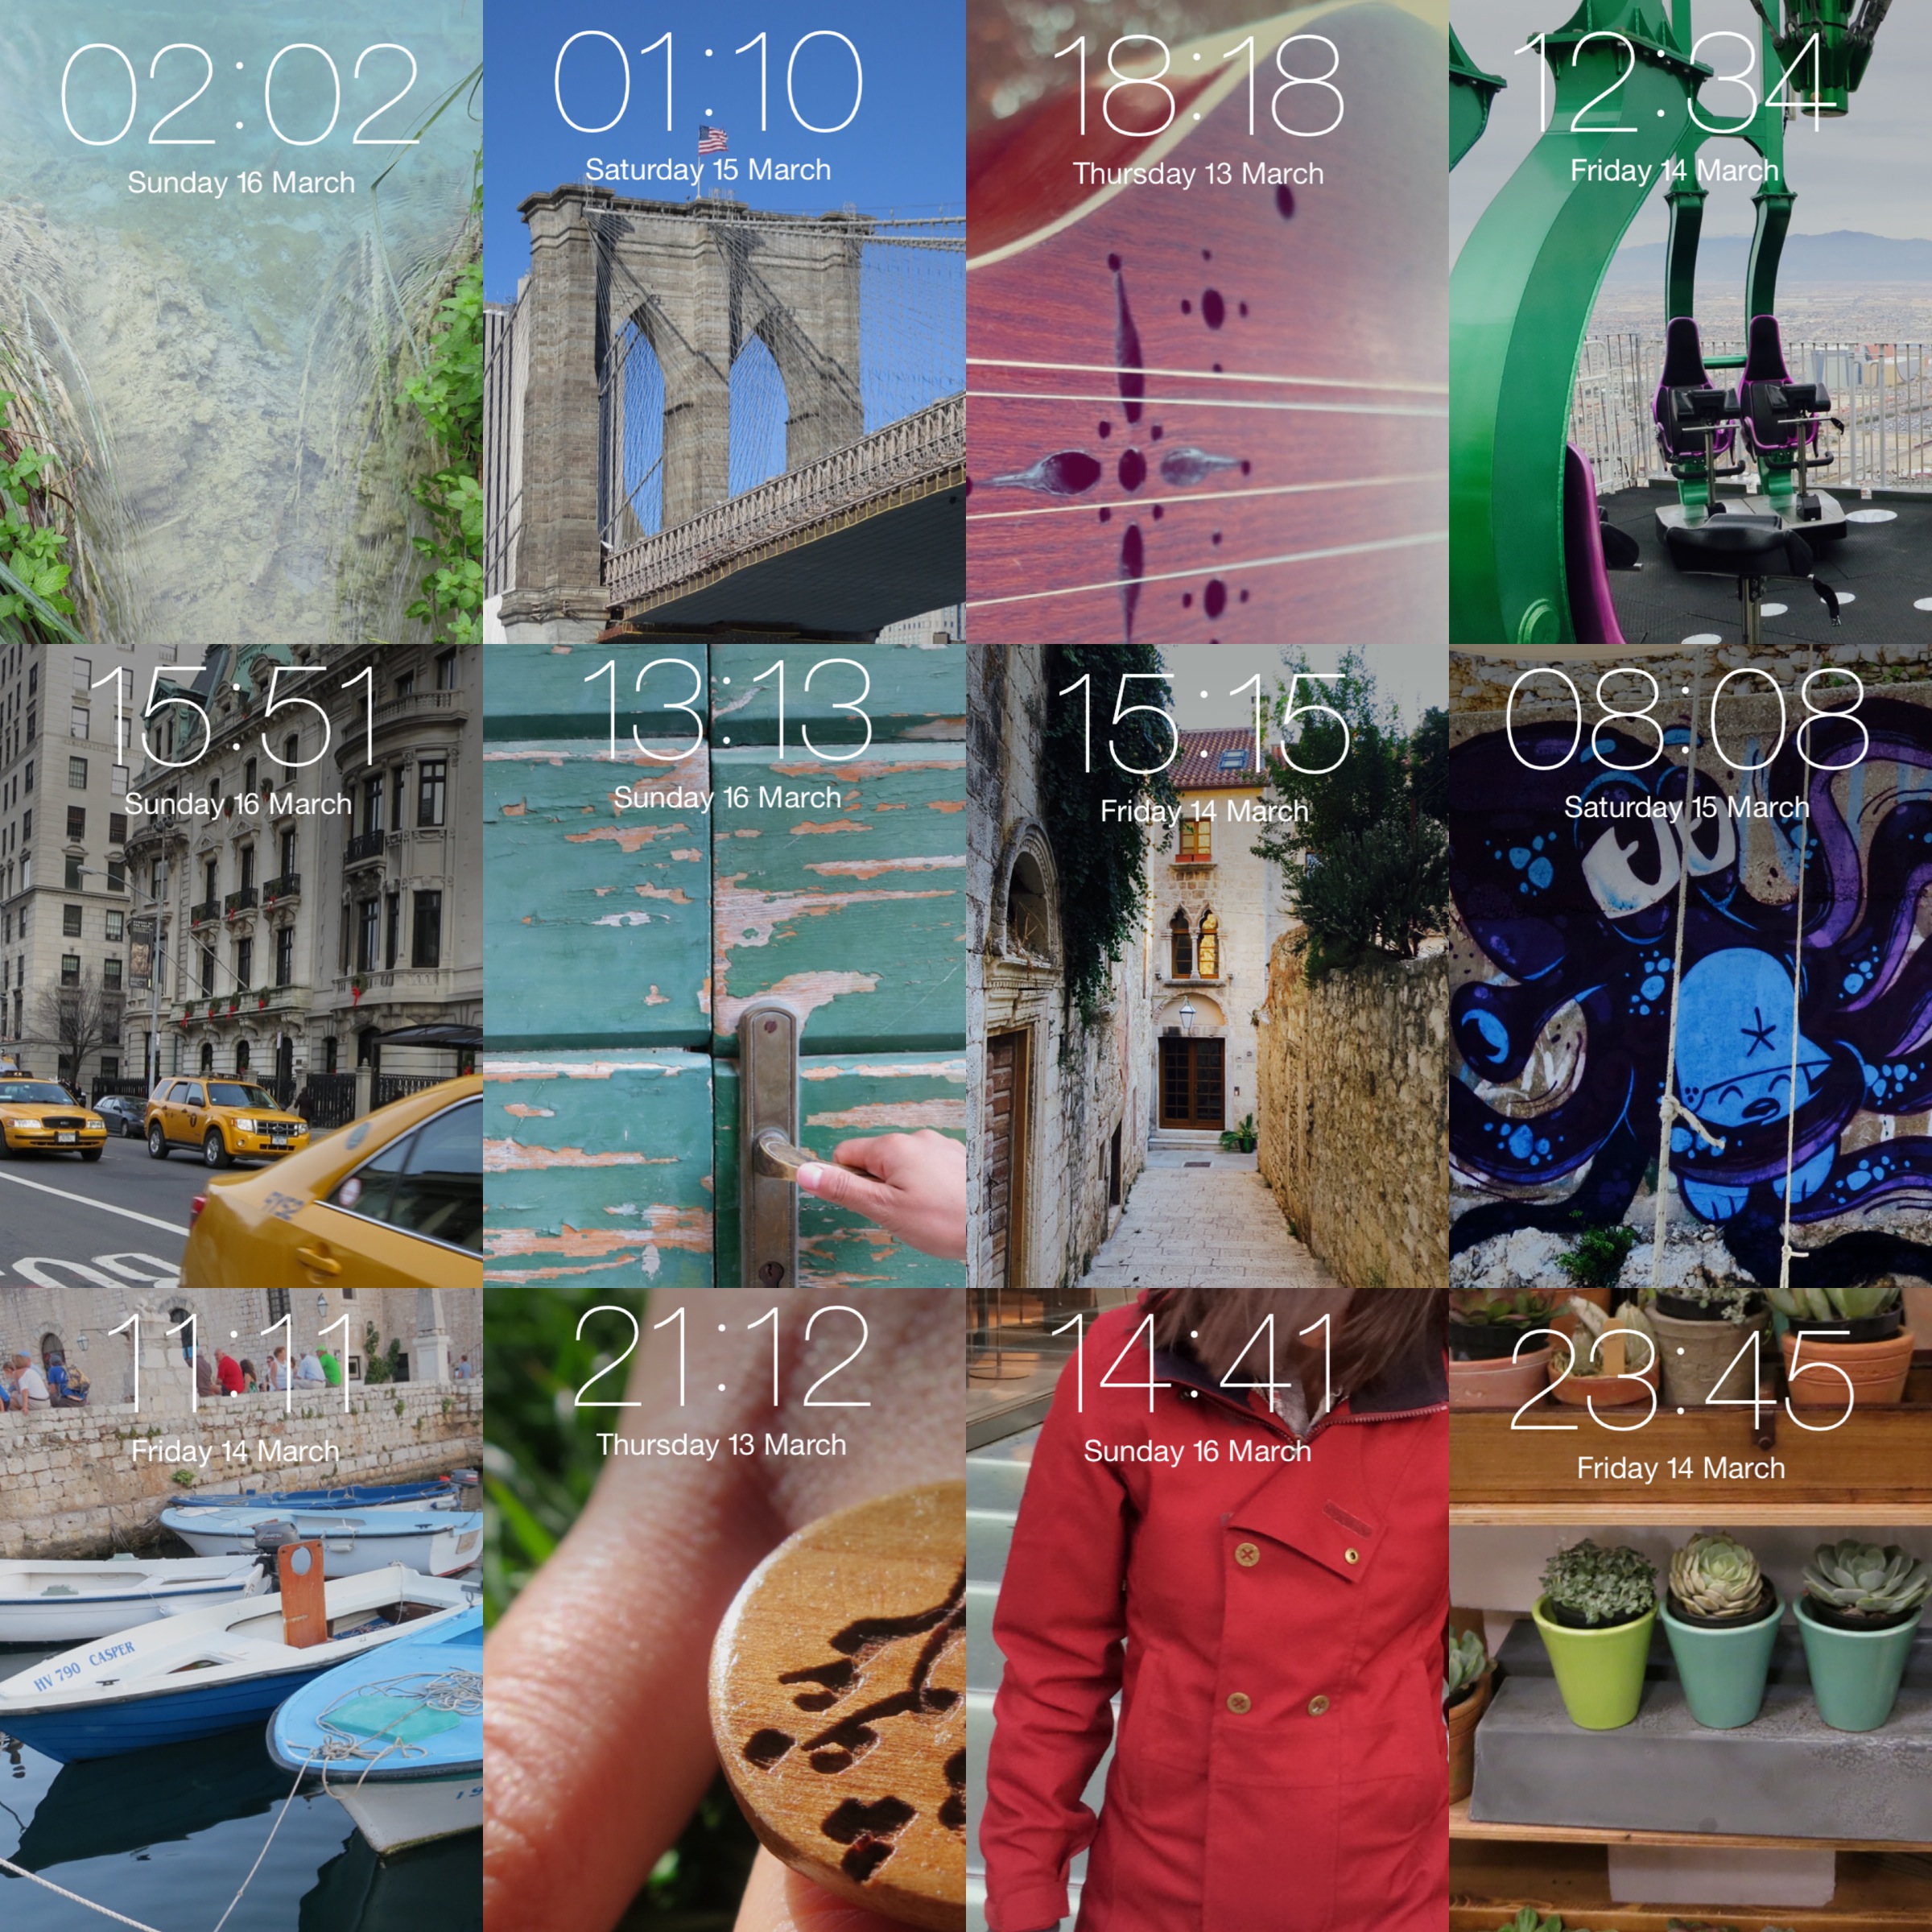 02:02
Sunday 16 March
01:10
Saturday 15 March
18:18
Thursday 13 March
12:34
Friday 14 March
15:51
Sunday 16 March
13:13
Sunday 16 March
15:15
Friday 14 March
08:08
Saturday 15 March
11:11
Friday 14 March
HV 790 CASPER
21:12
Thursday 13 March
14:41
Sunday 16 March
23:45
Friday 14 March